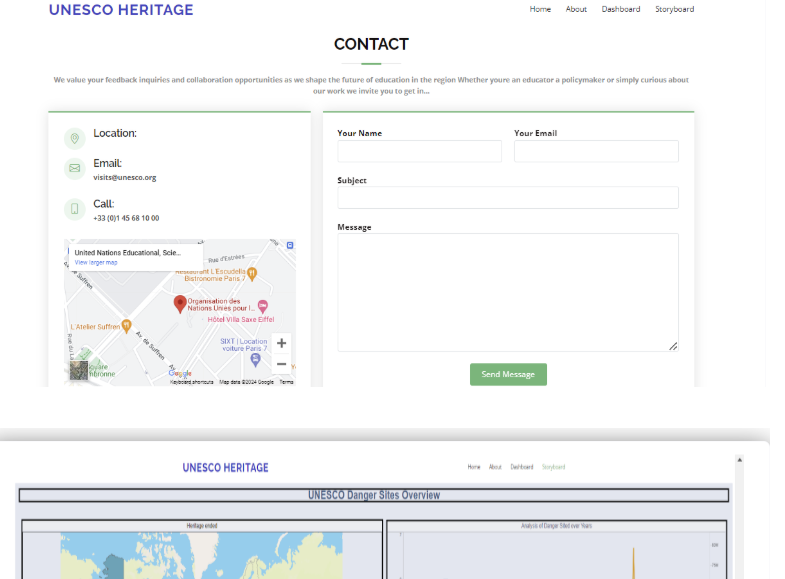 UNESCO HERITAGE
Home About Dashboard Storyboard
CONTACT
We value your feedback inquiries and collaboration opportunities as we shape the future of education in the region Whether youre an educator a policymaker or simply curious about
our work we invite you to get in...
Location:
Email:
visits@unesco.org
Call:
+33 (0)1 45 68 10 00
Your Name
Your Email
Subject
Message
United Nations Educational, Scie...
View larger map
Rue d'Estrées
Restaurant L'Escudella
Bistronomie Paris 7
Organisation des
Nations Unies pour l...
Hôtel Villa Saxe Eiffel
L'Atelier Suffren
Av. de Suffren
SIXT | Location
voiture Paris 7
Google
Keyboard shortcuts Map data ©2024 Google Terms
Send Message
UNESCO HERITAGE
Home About Dashboard Storyboard
UNESCO Danger Sites Overview
Heritage ended
Analysis of Danger Sited over Years